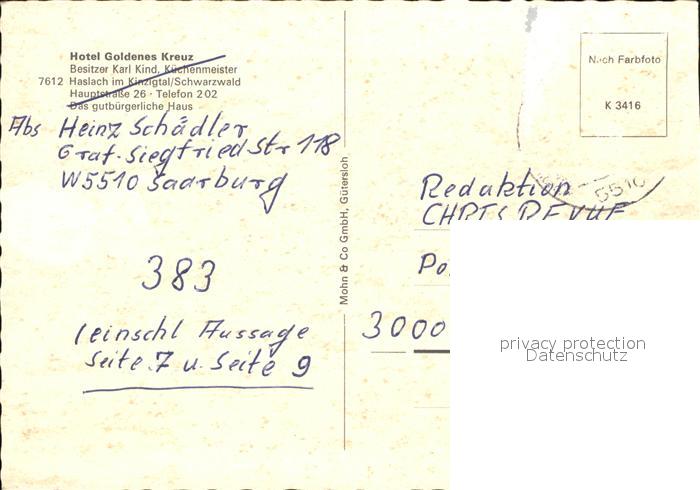 Hotel Goldenes Kreuz
Besitzer Karl Kind, Küchenmeister
7612 Haslach im Kinzigtal/Schwarzwald
Hauptstraße 26 · Telefon 202
Das gutbürgerliche Haus
Abs Heinz Schädler
Graf-Siegfried Str 118
W5510 Saarburg
383
(einschl Aussage
Seite 7 u. Seite 9
Mohn & Co GmbH, Gütersloh
Nach Farbfoto
K 3416
5510
Redaktion
REVUE
Po
3000
privacy protection
Datenschutz